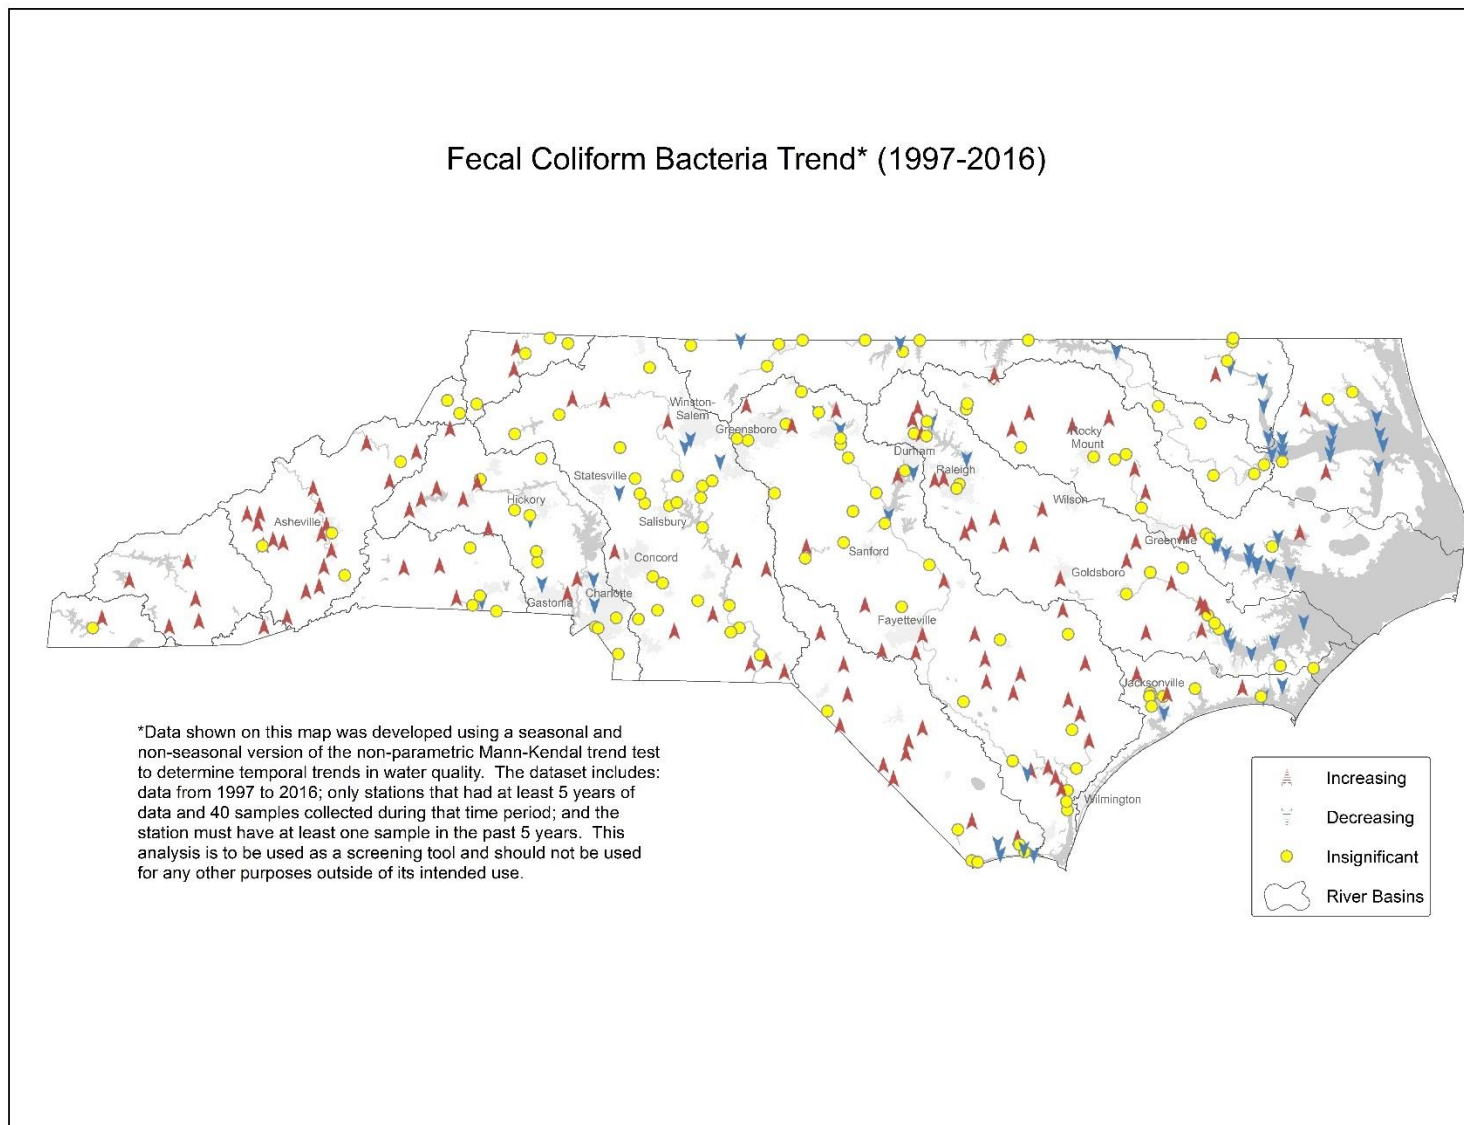 Fecal Coliform Bacteria Trend* (1997-2016)
Winston-
Salem
Greensboro
Rocky
Mount
Durham
Raleigh
Statesville
Hickory
Wilson
Asheville
Salisbury
Greenville
Sanford
Concord
Goldsboro
Charlotte
Gastonia
Fayetteville
Jacksonville
*Data shown on this map was developed using a seasonal and
non-seasonal version of the non-parametric Mann-Kendal trend test
to determine temporal trends in water quality.  The dataset includes:
data from 1997 to 2016; only stations that had at least 5 years of
data and 40 samples collected during that time period; and the
station must have at least one sample in the past 5 years.  This
analysis is to be used as a screening tool and should not be used
for any other purposes outside of its intended use.
Wilmington
Increasing
Decreasing
Insignificant
River Basins